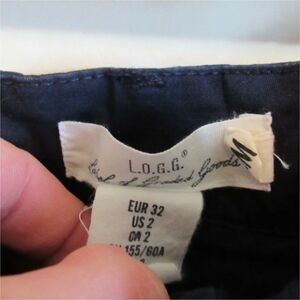 L.O.G.G.®
Label of Graded Goods
EUR 32
US 2
CA 2
155/60A